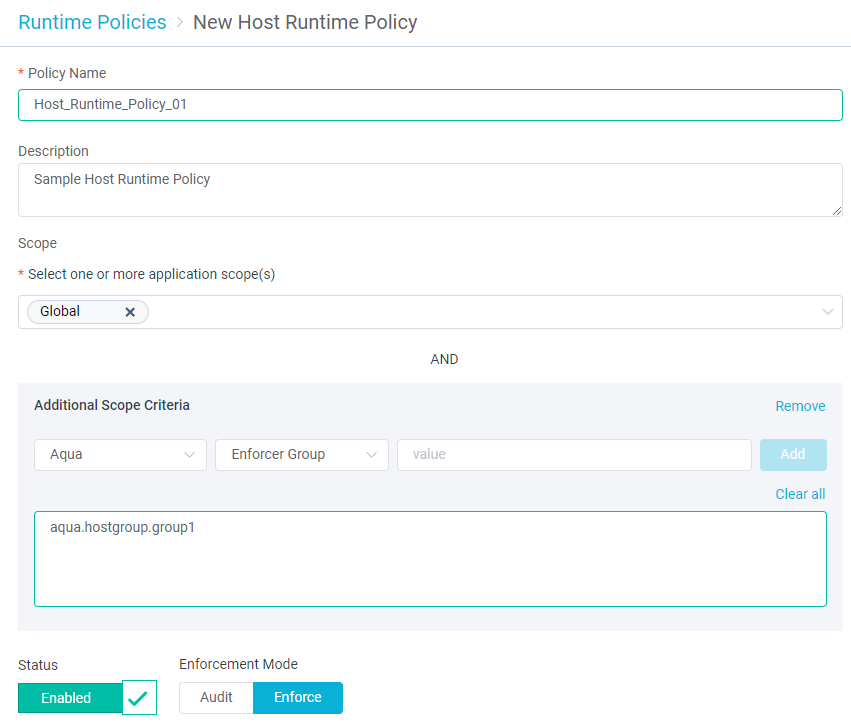 Runtime Policies > New Host Runtime Policy
* Policy Name
Host_Runtime_Policy_01
Description
Sample Host Runtime Policy
Scope
* Select one or more application scope(s)
Global
AND
Additional Scope Criteria Remove
Aqua Enforcer Group value Add
Clear all
aqua.hostgroup.group1
Status Enforcement Mode
Enabled Audit Enforce